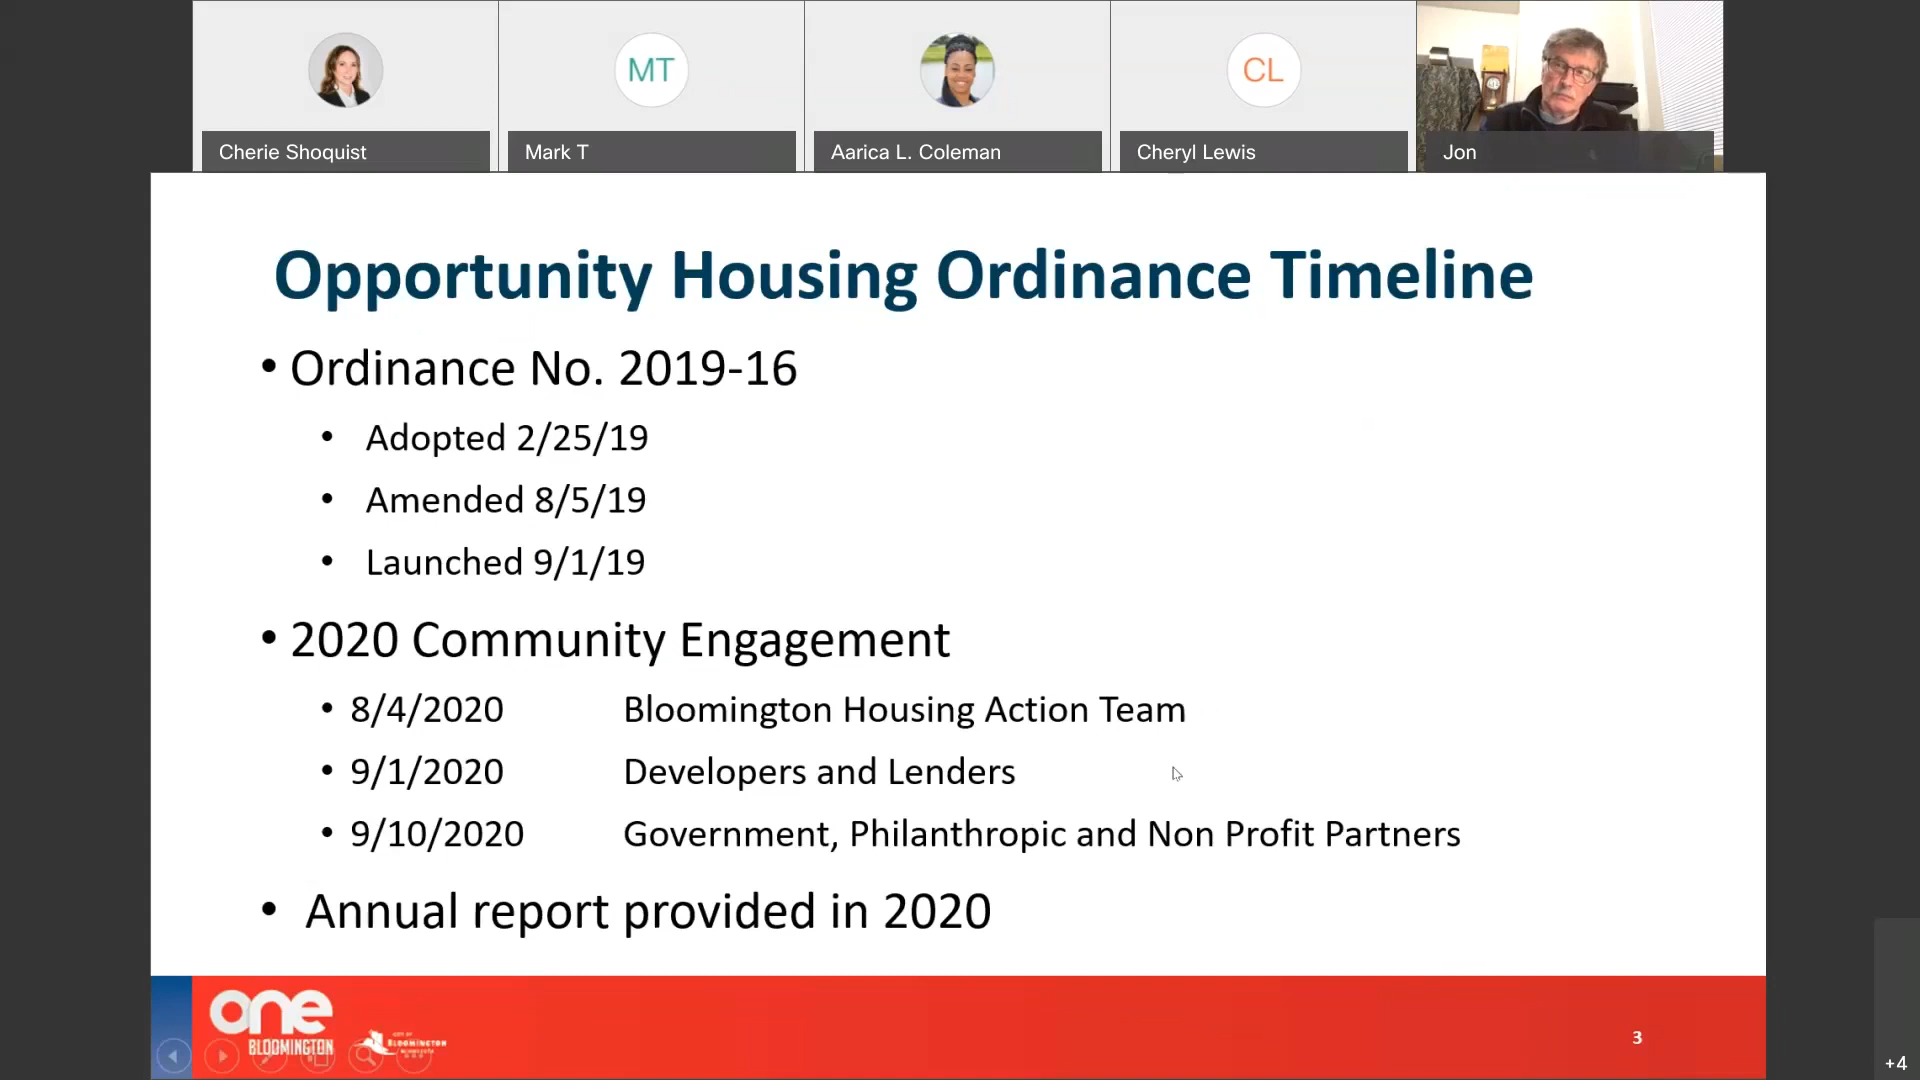 MT
CL
Cherie Shoquist
Mark T
Aarica L. Coleman
Cheryl Lewis
Jon
Opportunity Housing Ordinance Timeline
• Ordinance No. 2019-16
• Adopted 2/25/19
• Amended 8/5/19
• Launched 9/1/19
• 2020 Community Engagement
• 8/4/2020 Bloomington Housing Action Team
• 9/1/2020 Developers and Lenders
• 9/10/2020 Government, Philanthropic and Non Profit Partners
• Annual report provided in 2020
one
BLOOMINGTON
CITY OF
BLOOMINGTON
MINNESOTA
3
+4